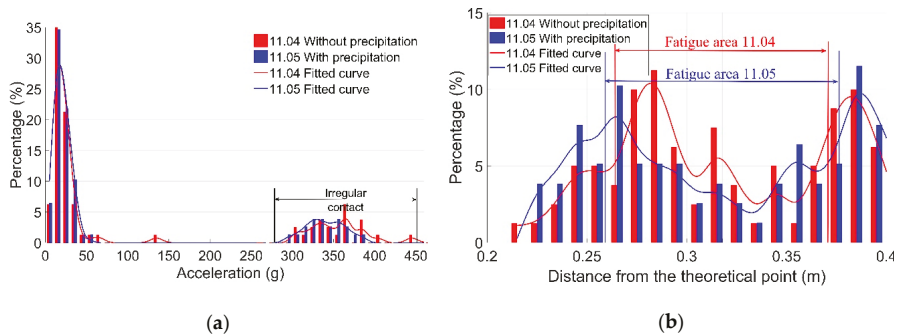 35
30
25
20
15
10
5
0
Percentage (%)
11.04 Without precipitation
11.05 With precipitation
11.04 Fitted curve
11.05 Fitted curve
Irregular
contact
0 50 100 150 200 250 300 350 400 450
Acceleration (g)
(a)
15
10
5
0
Percentage (%)
11.04 Without precipitation
11.05 With precipitation
11.04 Fitted curve
11.05 Fitted curve
Fatigue area 11.04
Fatigue area 11.05
0.2 0.25 0.3 0.35 0.4
Distance from the theoretical point (m)
(b)